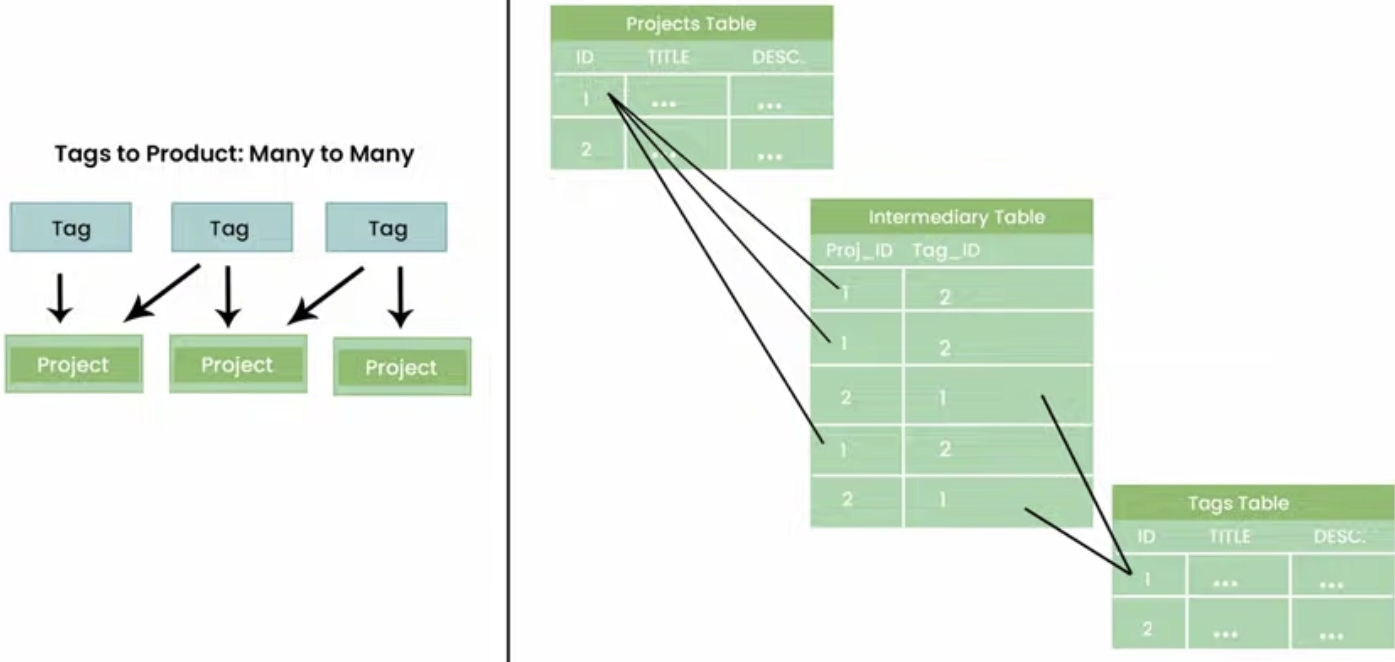 Tags to Product: Many to Many
Tag Tag Tag
Project Project Project
Projects Table
ID TITLE DESC.
1 ... ...
2 ... ...
Intermediary Table
Proj_ID Tag_ID
1 2
1 2
2 1
1 2
2 1
Tags Table
ID TITLE DESC.
1 ... ...
2 ... ...